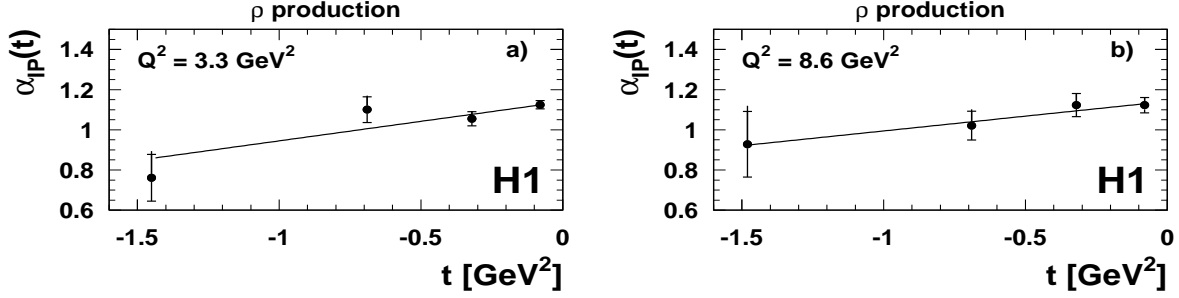 ρ production
α_IP(t)
1.4
1.2
1
0.8
0.6
Q² = 3.3 GeV²
a)
H1
-1.5
-1
-0.5
0
t [GeV²]
ρ production
α_IP(t)
1.4
1.2
1
0.8
0.6
Q² = 8.6 GeV²
b)
H1
-1.5
-1
-0.5
0
t [GeV²]